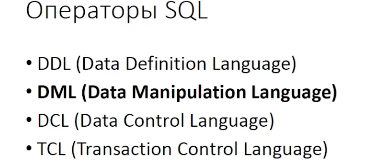 Операторы SQL
• DDL (Data Definition Language)
• DML (Data Manipulation Language)
• DCL (Data Control Language)
• TCL (Transaction Control Language)